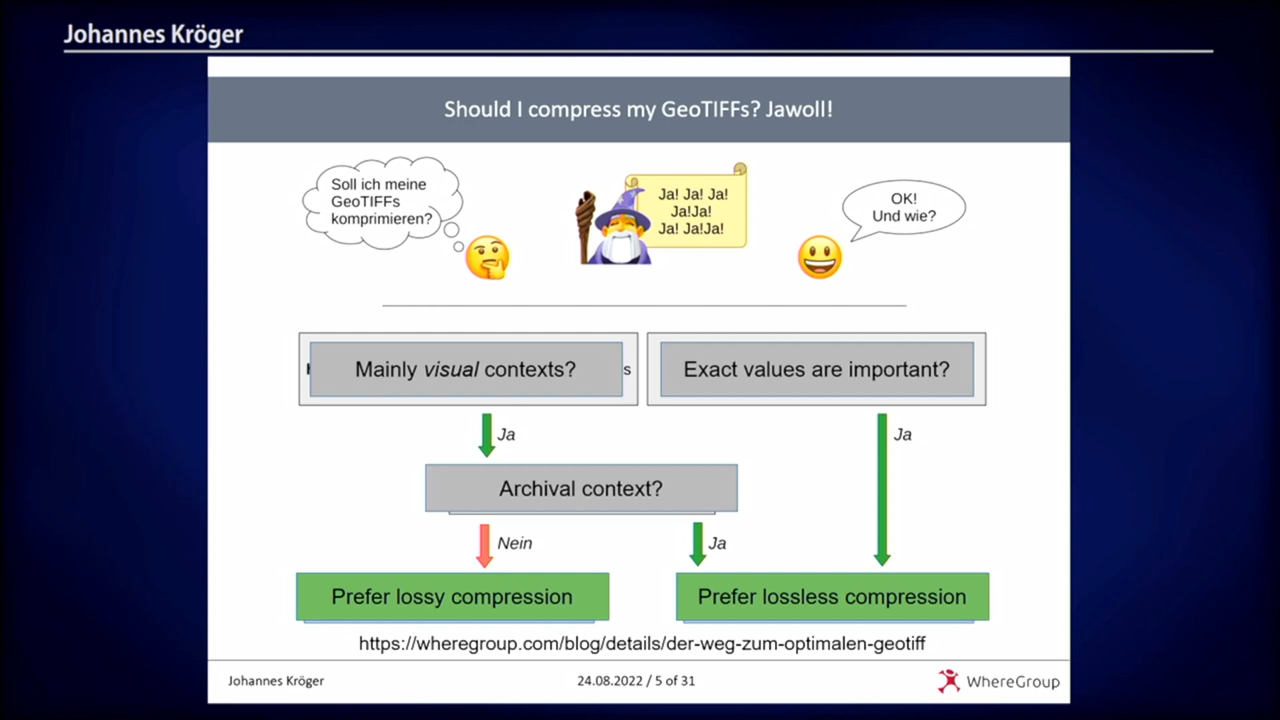 Johannes Kröger
Should I compress my GeoTIFFs? Jawoll!
Soll ich meine
GeoTIFFs
komprimieren?
Ja! Ja! Ja!
Ja!Ja!
Ja! Ja!Ja!
OK!
Und wie?
Mainly visual contexts?
Exact values are important?
Ja
Ja
Archival context?
Nein
Ja
Prefer lossy compression
Prefer lossless compression
https://wheregroup.com/blog/details/der-weg-zum-optimalen-geotiff
Johannes Kröger
24.08.2022 / 5 of 31
WhereGroup